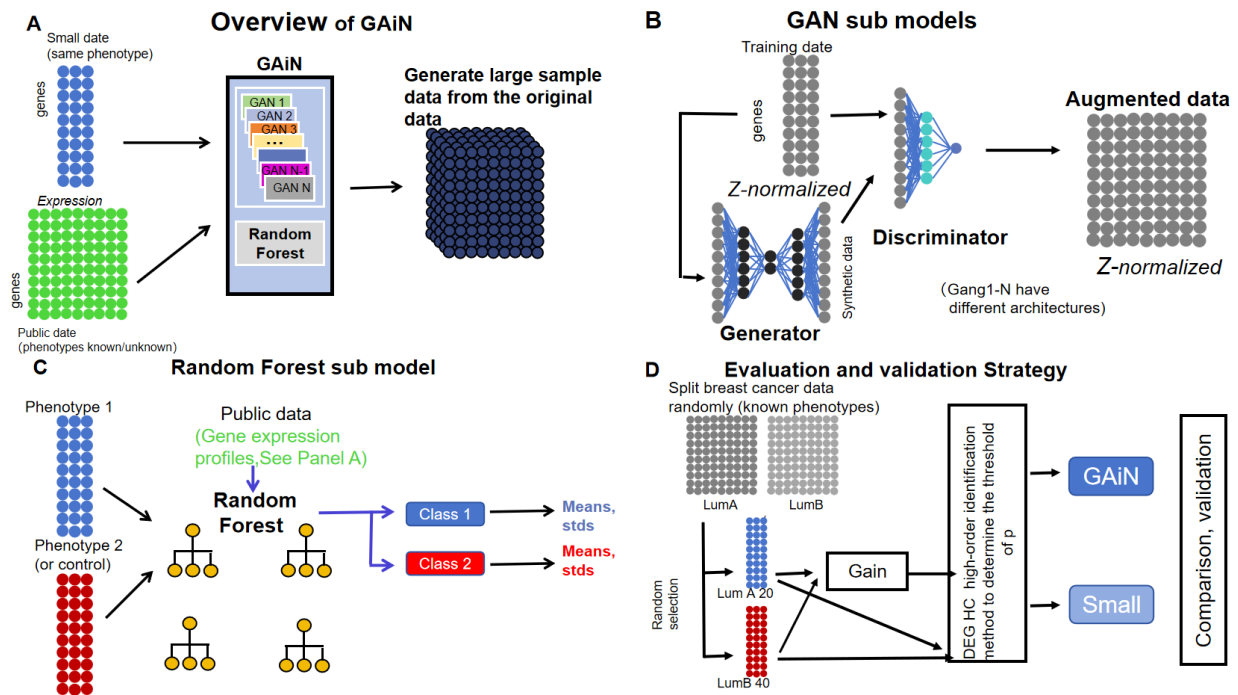 A
Overview of GAiN
Small date
(same phenotype)
genes
Expression
genes
Public date
(phenotypes known/unknown)
GAiN
GAN 1
GAN 2
GAN 3
...
GAN N-1
GAN N
Random
Forest
Generate large sample
data from the original
data
B
GAN sub models
Training date
genes
Z-normalized
Generator
Synthetic data
Discriminator
Augmented data
Z-normalized
(Gang1-N have
different architectures)
C
Random Forest sub model
Phenotype 1
Phenotype 2
(or control)
Public data
(Gene expression
profiles,See Panel A)
Random
Forest
Class 1
Means,
stds
Class 2
Means,
stds
D
Evaluation and validation Strategy
Split breast cancer data
randomly (known phenotypes)
LumA
LumB
Random
selection
Lum A 20
LumB 40
Gain
DEG HC high-order identification
method to determine the threshold
of p
GAiN
Small
Comparison, validation